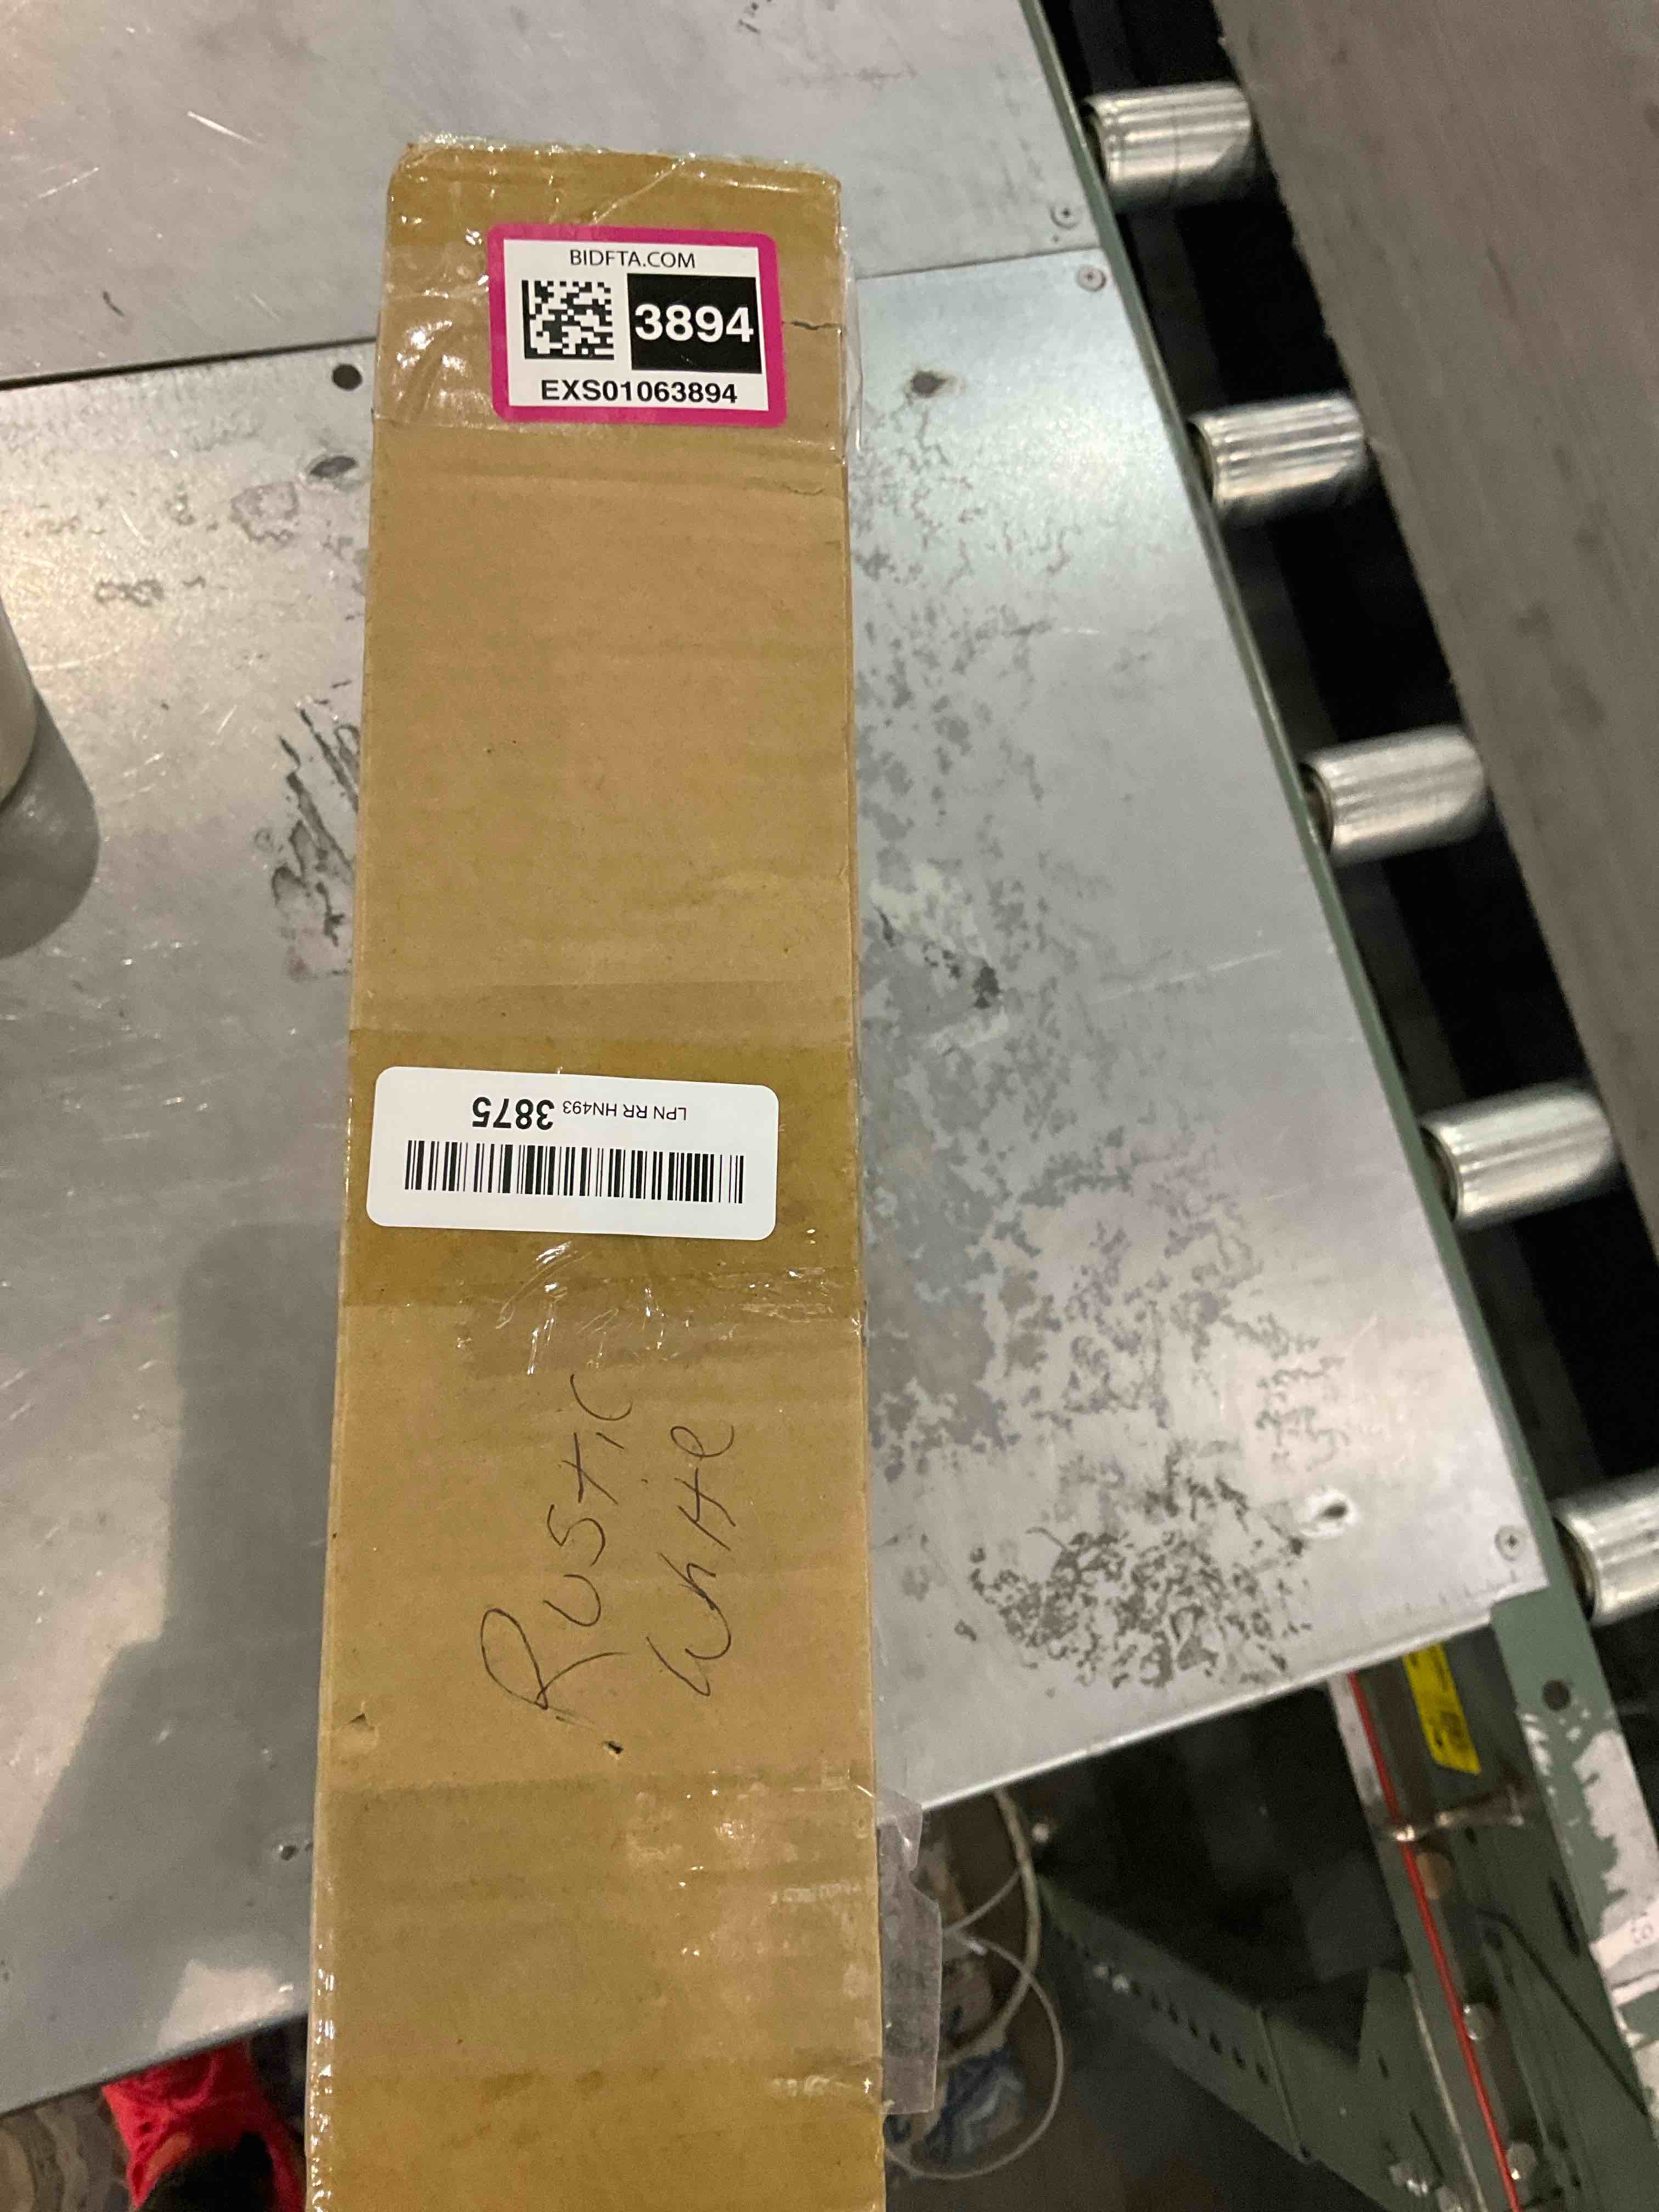 BIDFTA.COM
3894
EXS01063894
LPN RR HN493 3875
Rustic
White